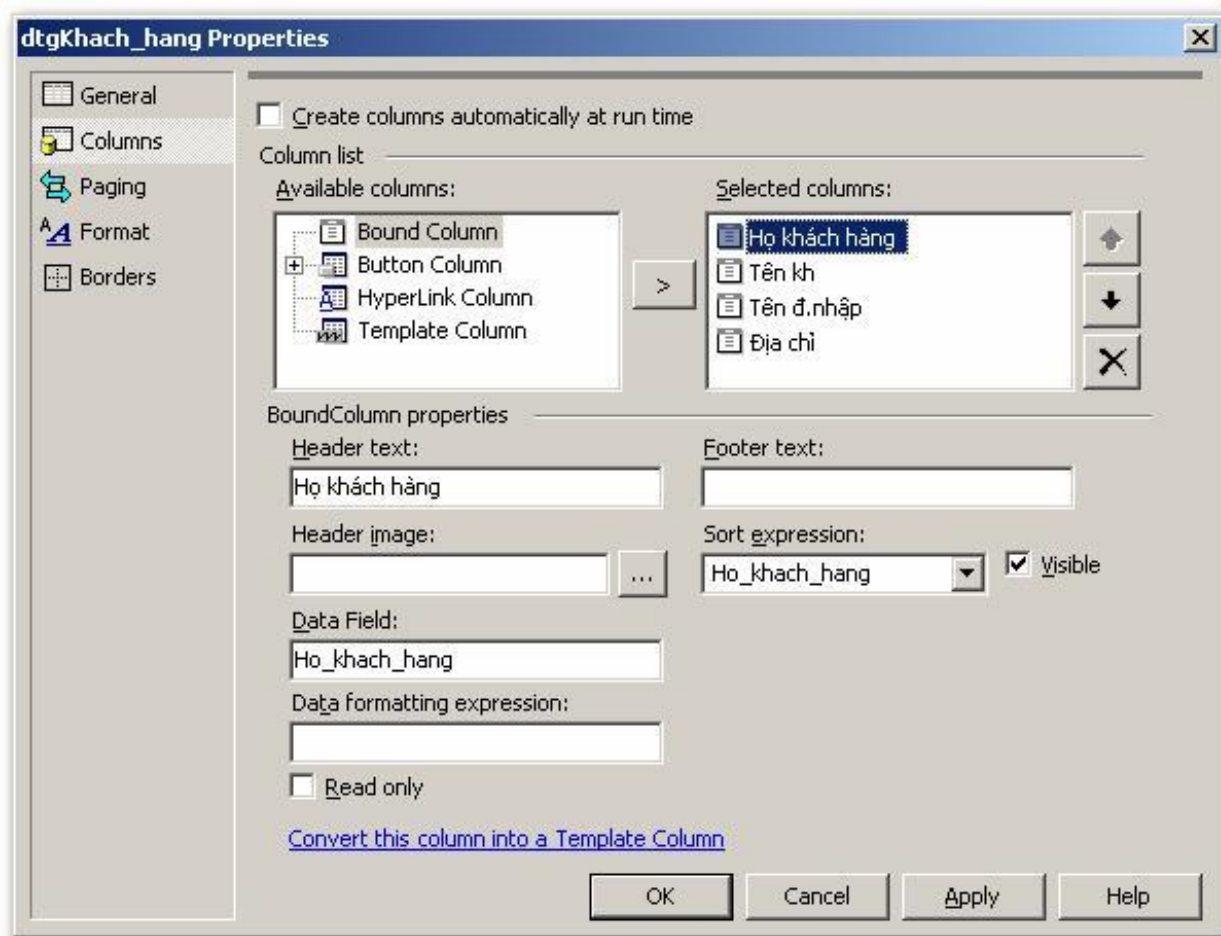 dtgKhach_hang Properties
General
Columns
Paging
Format
Borders
Create columns automatically at run time
Column list
Available columns:
Bound Column
Button Column
HyperLink Column
Template Column
>
Selected columns:
Họ khách hàng
Tên kh
Tên đ.nhập
Địa chỉ
BoundColumn properties
Header text:
Họ khách hàng
Footer text:
Header image:
...
Sort expression:
Ho_khach_hang
Visible
Data Field:
Ho_khach_hang
Data formatting expression:
Read only
Convert this column into a Template Column
OK
Cancel
Apply
Help